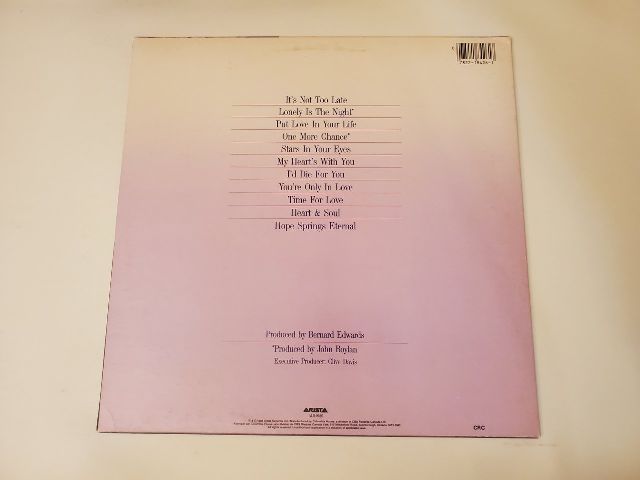 It's Not Too Late
Lonely Is The Night*
Put Love In Your Life
One More Chance*
Stars In Your Eyes
My Heart's With You
I'd Die For You
You're Only In Love
Time For Love
Heart & Soul
Hope Springs Eternal
Produced by Bernard Edwards
*Produced by John Boylan
Executive Producer: Clive Davis
ARISTA
CRC